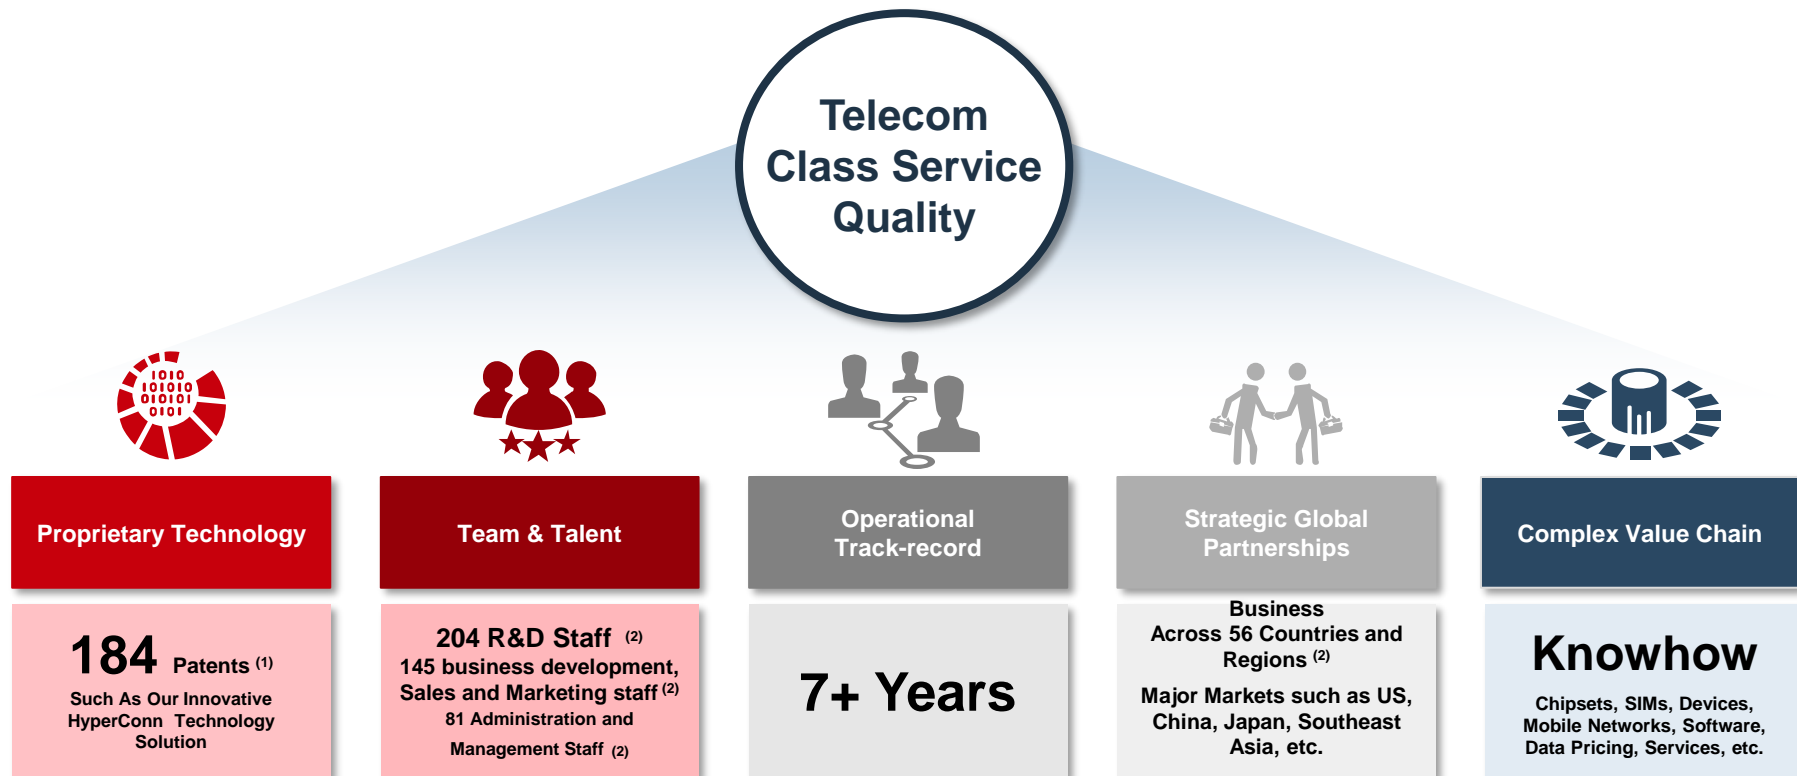 Telecom
Class Service
Quality
1010
101010
101010
0101
Proprietary Technology
Team & Talent
Operational
Track-record
Strategic Global
Partnerships
Complex Value Chain
184 Patents (1)
Such As Our Innovative
HyperConn Technology
Solution
204 R&D Staff (2)
145 business development,
Sales and Marketing staff (2)
81 Administration and
Management Staff (2)
7+ Years
Business
Across 56 Countries and
Regions (2)
Major Markets such as US,
China, Japan, Southeast
Asia, etc.
Knowhow
Chipsets, SIMs, Devices,
Mobile Networks, Software,
Data Pricing, Services, etc.